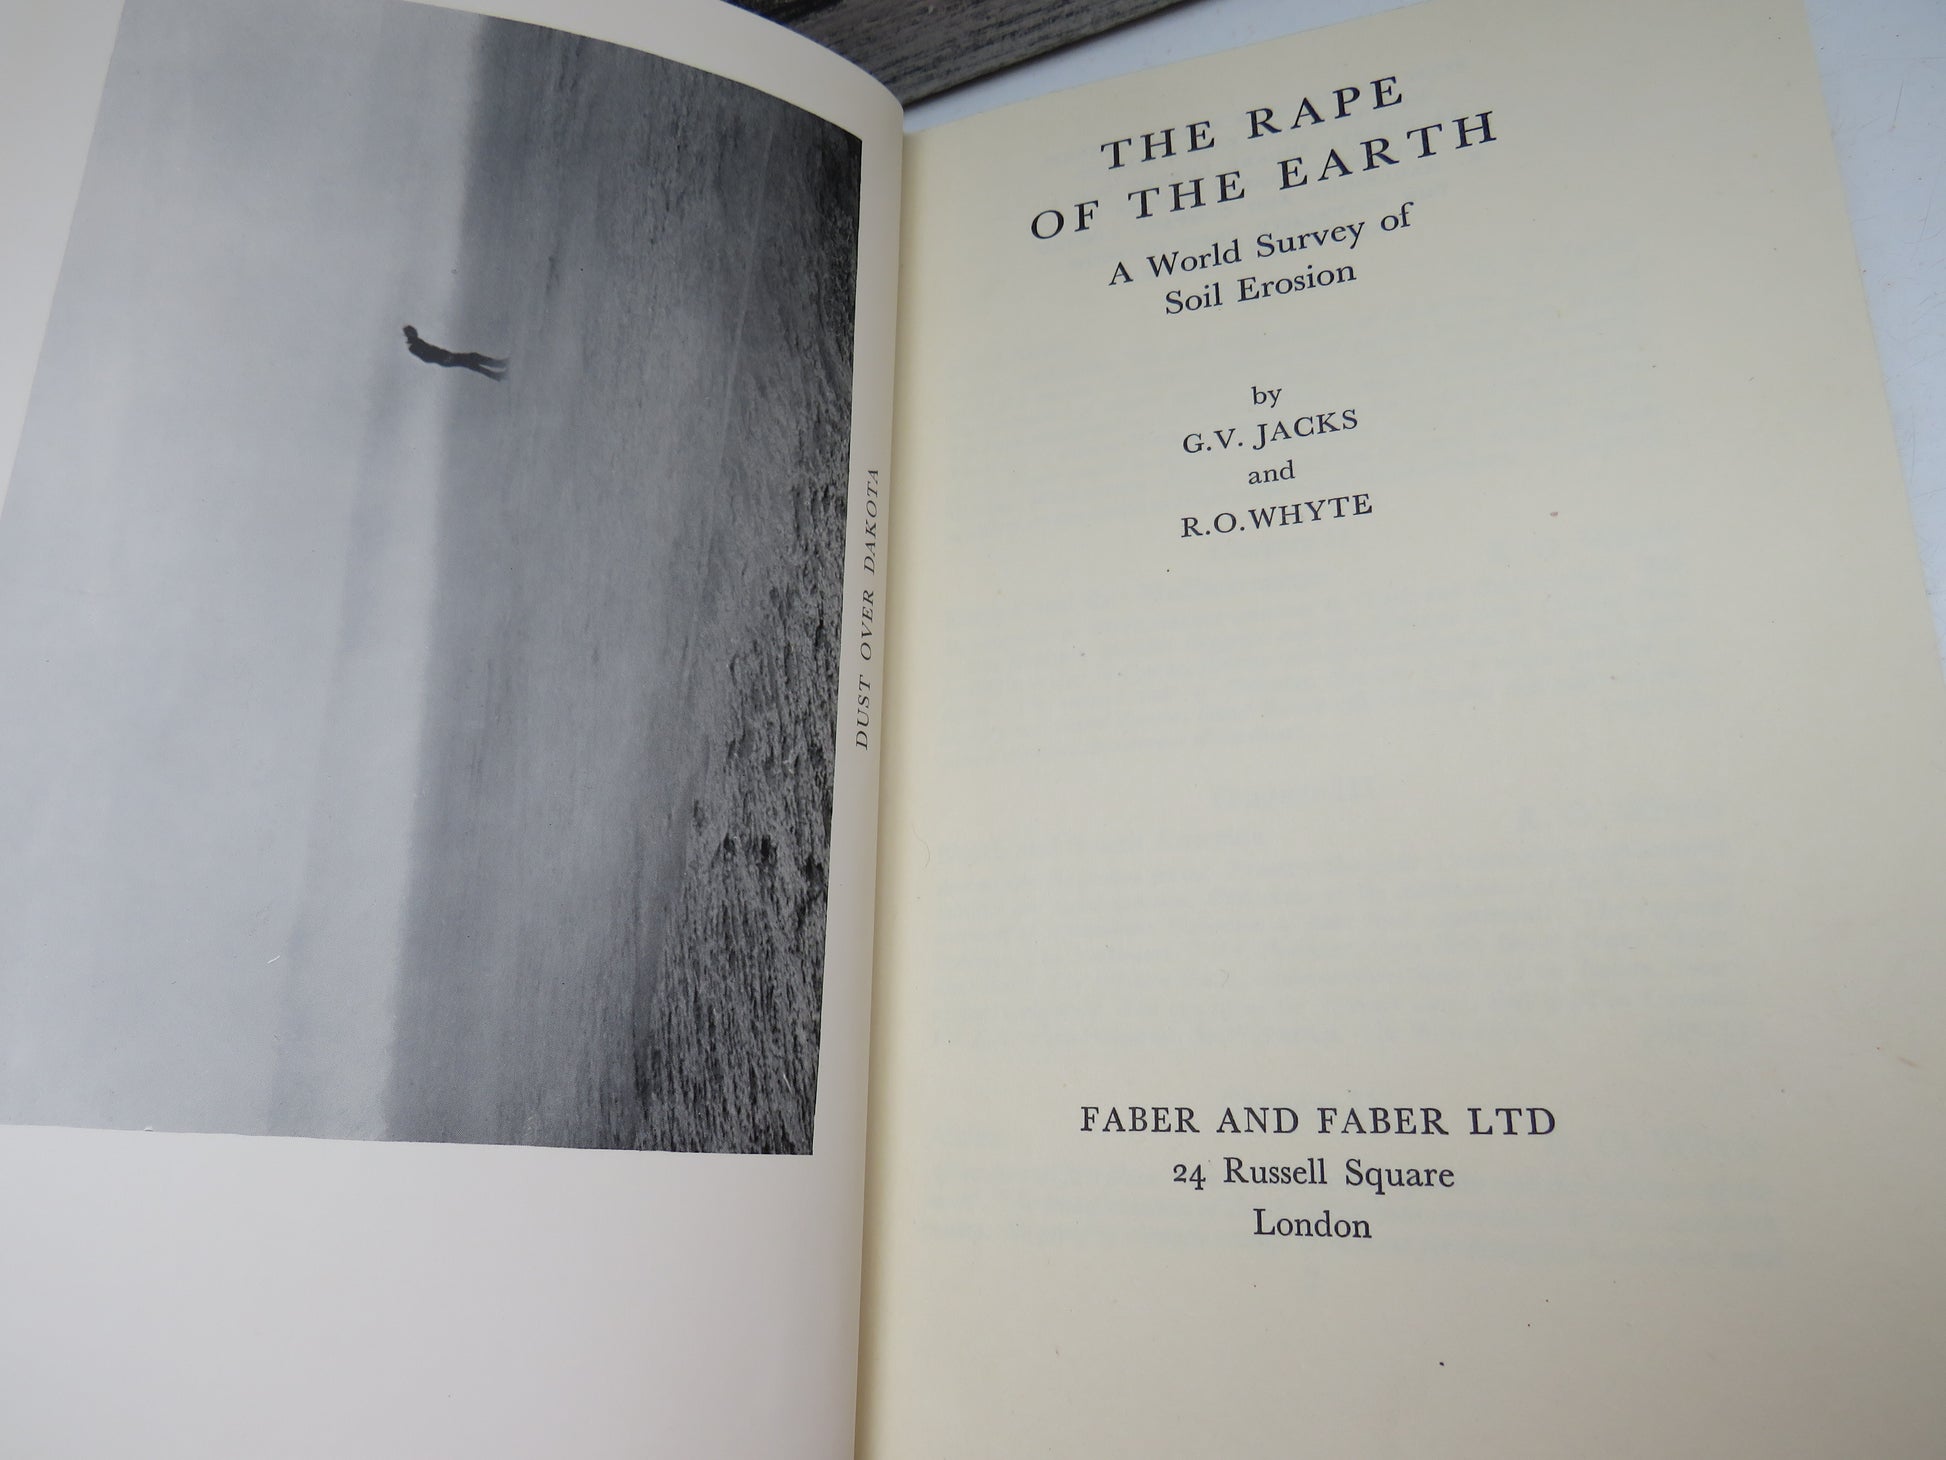 DUST OVER DAKOTA
THE RAPE
OF THE EARTH
A World Survey of
Soil Erosion
by
G.V. JACKS
and
R.O. WHYTE
FABER AND FABER LTD
24 Russell Square
London